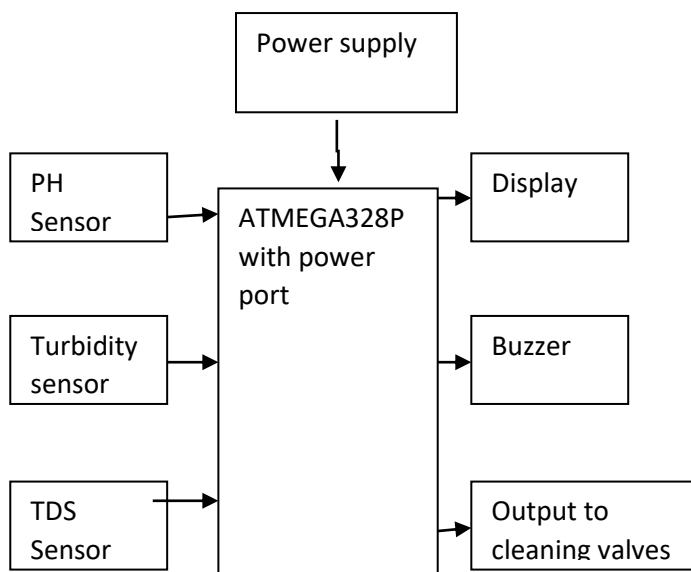 Power supply
PH
Sensor
ATMEGA328P
with power
port
Display
Turbidity
sensor
Buzzer
TDS
Sensor
Output to
cleaning valves